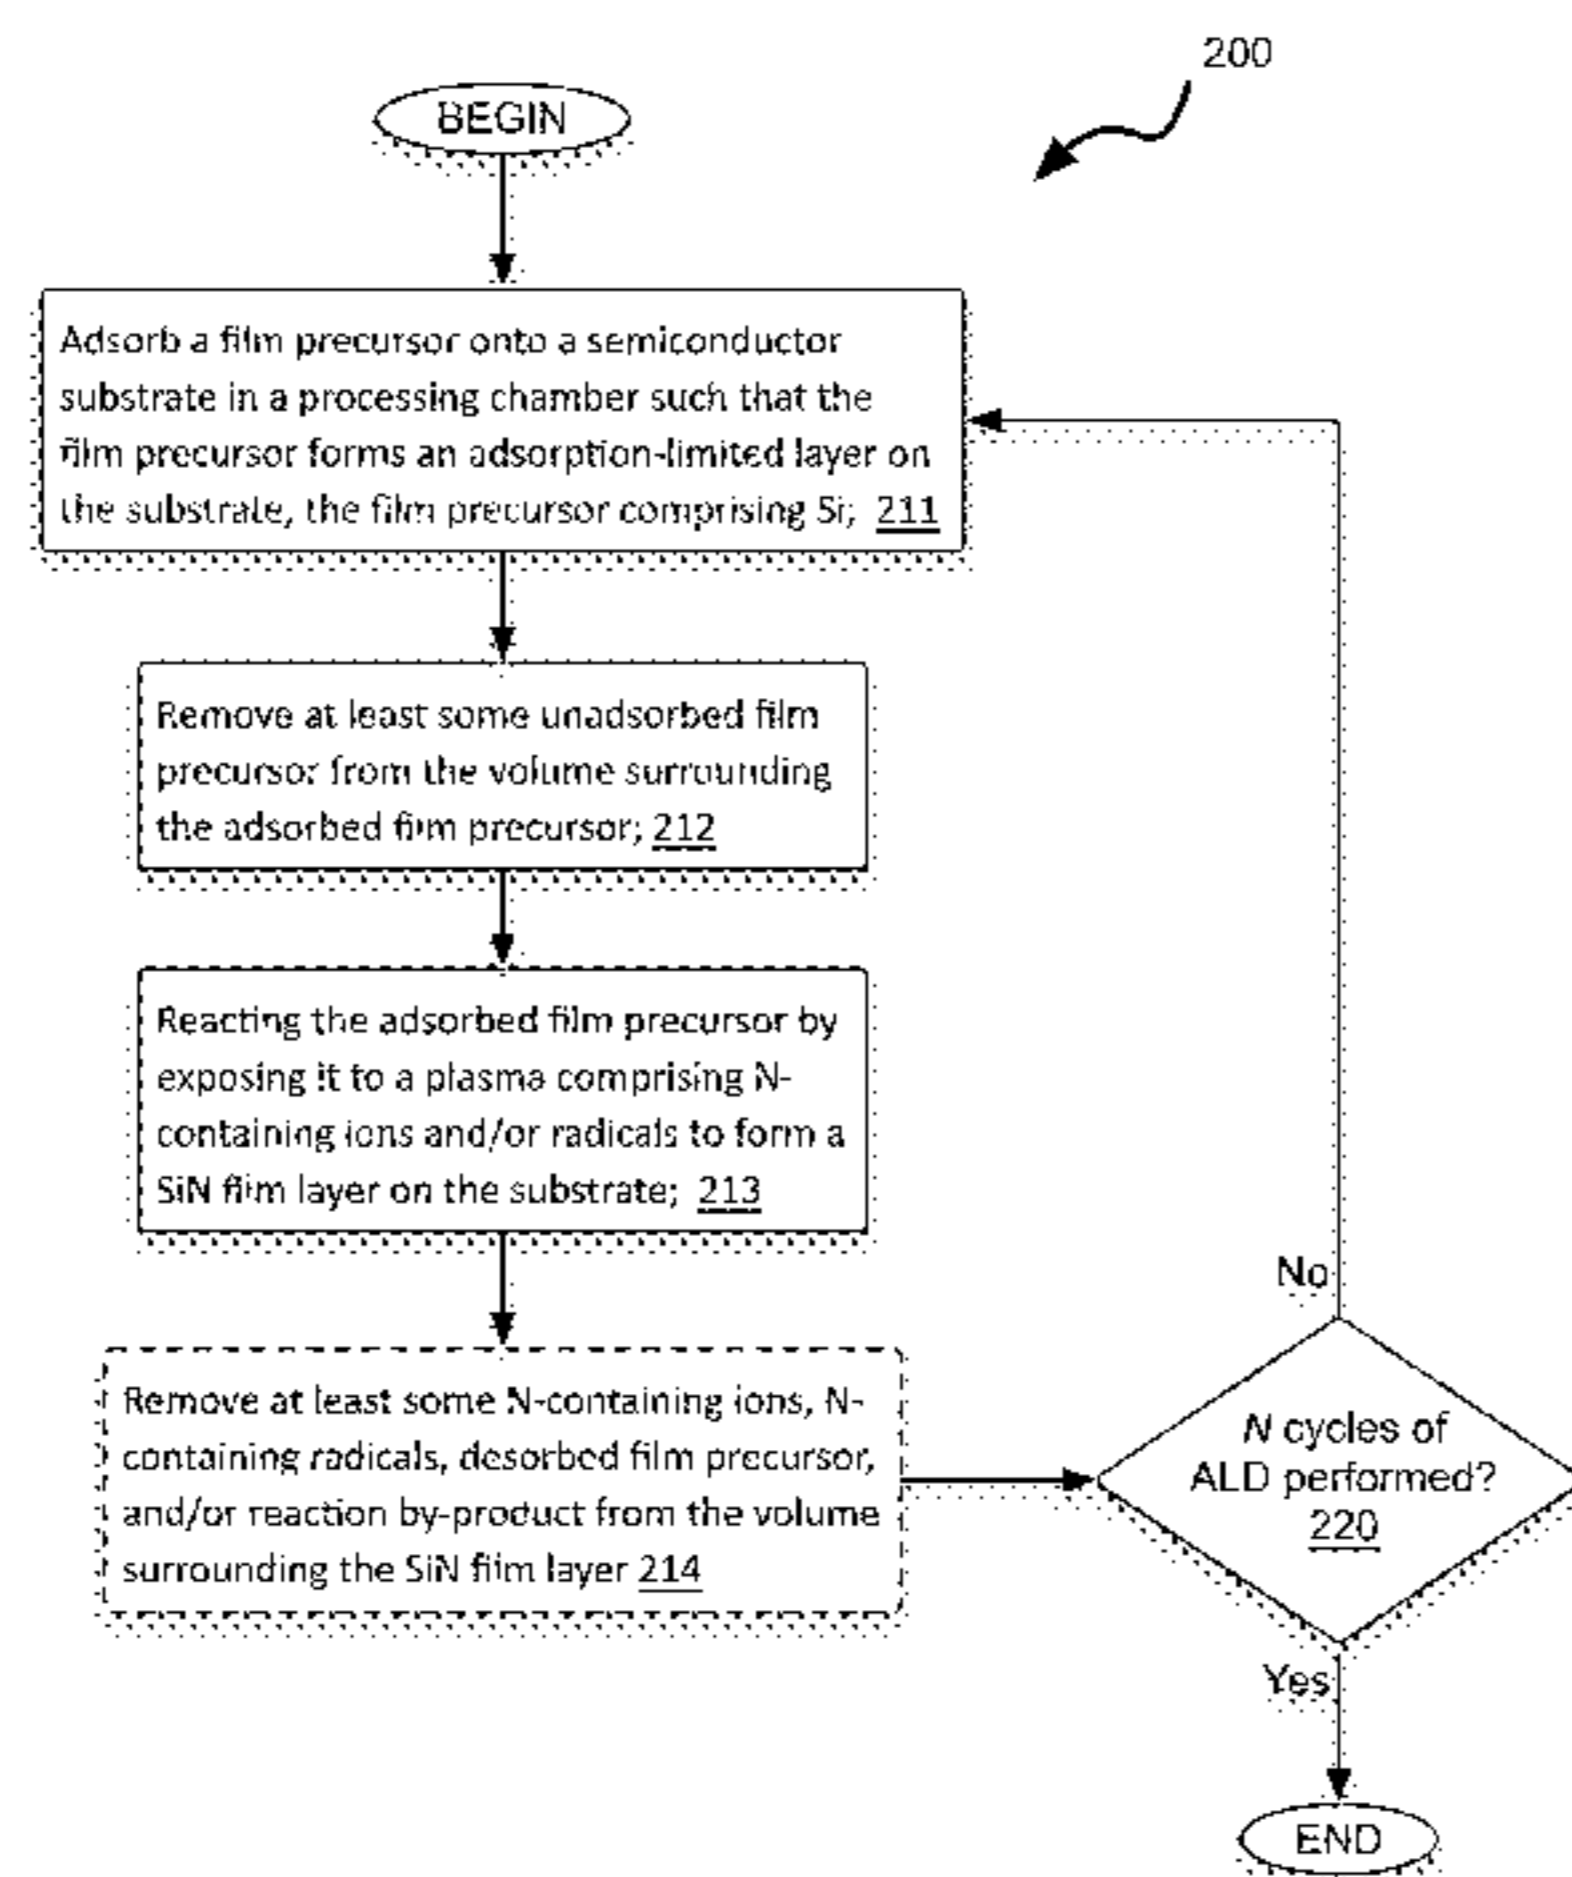 200
BEGIN
Adsorb a film precursor onto a semiconductor
substrate in a processing chamber such that the
film precursor forms an adsorption-limited layer on
the substrate, the film precursor comprising Si; 211
Remove at least some unadsorbed film
precursor from the volume surrounding
the adsorbed film precursor; 212
Reacting the adsorbed film precursor by
exposing it to a plasma comprising N-
containing ions and/or radicals to form a
SiN film layer on the substrate; 213
No
Remove at least some N-containing ions, N-
containing radicals, desorbed film precursor,
and/or reaction by-product from the volume
surrounding the SiN film layer 214
N cycles of
ALD performed?
220
Yes
END